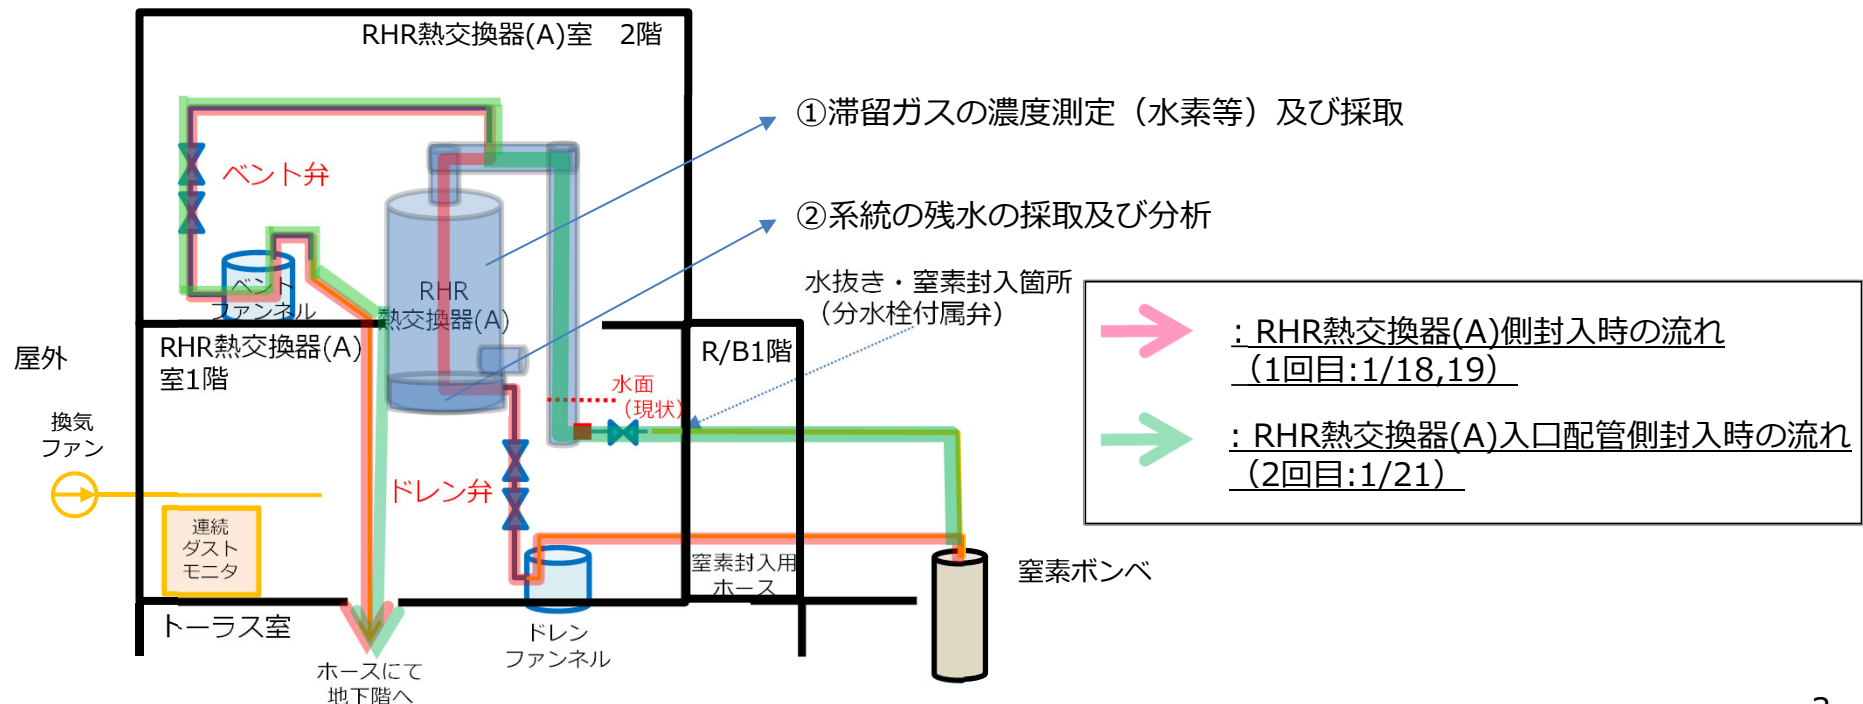 RHR熱交換器(A)室　2階
①滞留ガスの濃度測定（水素等）及び採取
ベント弁
②系統の残水の採取及び分析
水抜き・窒素封入箇所
（分水栓付属弁）
ベント
ファンネル
RHR
熱交換器(A)
: RHR熱交換器(A)側封入時の流れ
（1回目:1/18,19）
屋外
RHR熱交換器(A)
室1階
R/B1階
水面
（現状）
換気
ファン
: RHR熱交換器(A)入口配管側封入時の流れ
（2回目:1/21）
ドレン弁
連続
ダスト
モニタ
窒素封入用
ホース
窒素ボンベ
トーラス室
ドレン
ファンネル
ホースにて
地下階へ